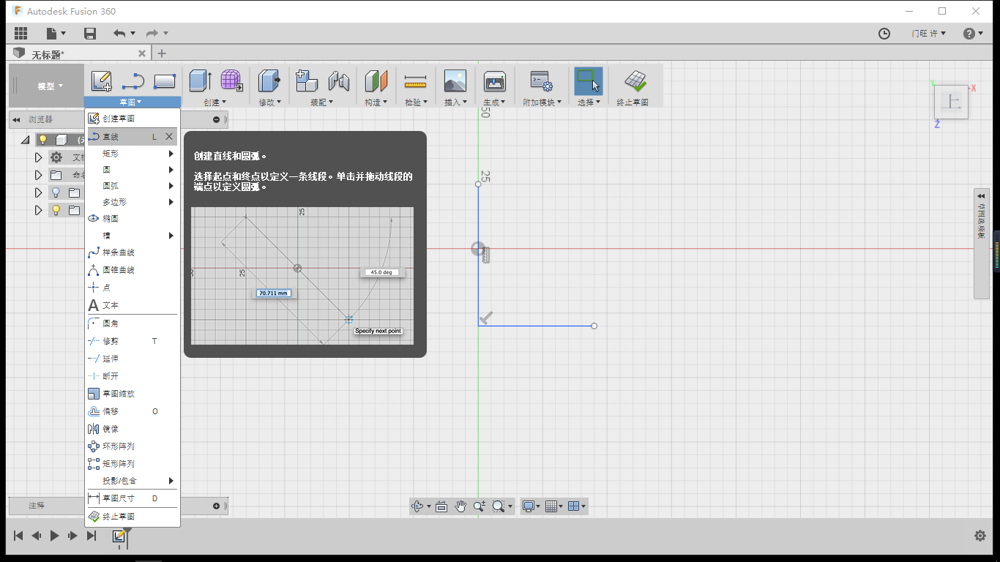 Autodesk Fusion 360
门旺 许
无标题*
模型
草图
创建
修改
装配
构造
检验
插入
生成
附加模块
选择
终止草图
浏览器
创建草图
直线 L
矩形
圆
圆弧
多边形
椭圆
槽
样条曲线
圆锥曲线
点
A 文本
圆角
修剪 T
延伸
断开
草图缩放
偏移 O
镜像
环形阵列
矩形阵列
投影/包含
草图尺寸 D
终止草图
创建直线和圆弧。
选择起点和终点以定义一条线段。单击并拖动线段的
端点以定义圆弧。
25
25
45.0 deg
70.711 mm
Specify next point
50
25
Y
X
上
Z
草图选项板
注释